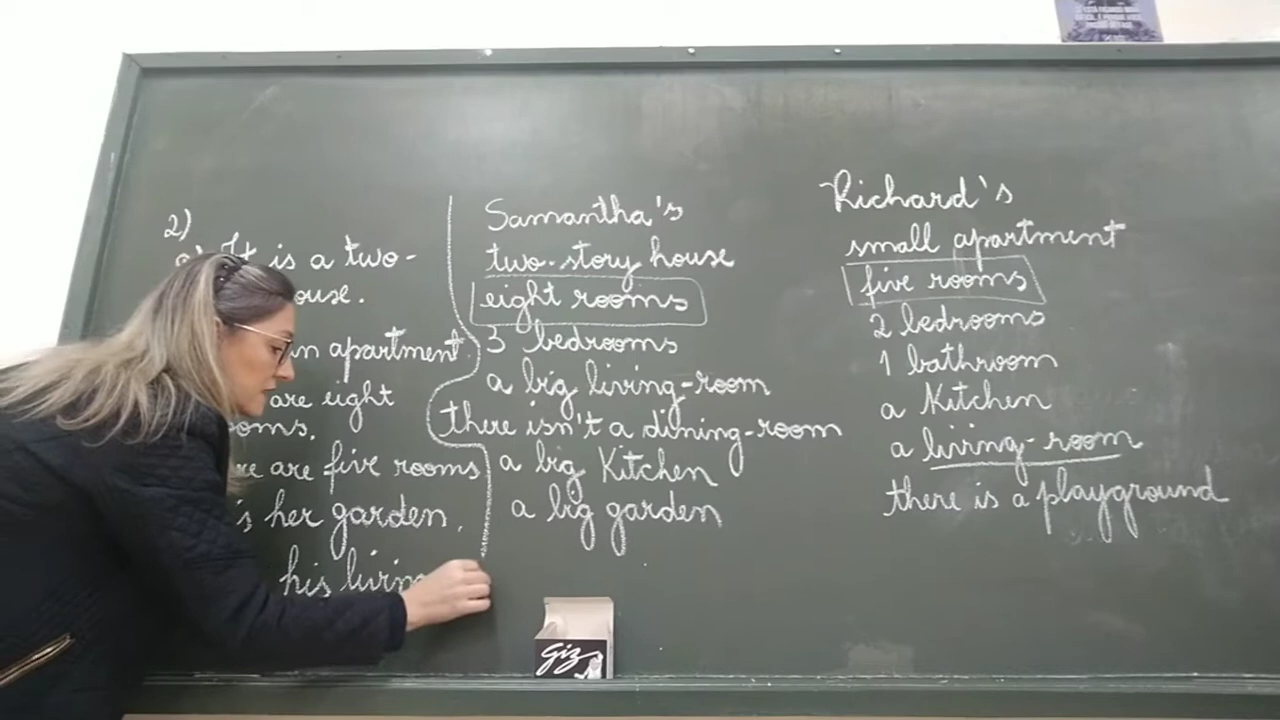 2)
It is a two-
ouse.
in apartment.
are eight
ooms.
re are five rooms
's her garden.
his livin
Samantha's
two-story house
eight rooms
3 bedrooms
a big living-room
there isn't a dining-room
a big Kitchen
a big garden
Richard's
small apartment
five rooms
2 bedrooms
1 bathroom
a Kitchen
a living-room
there is a playground
Giz